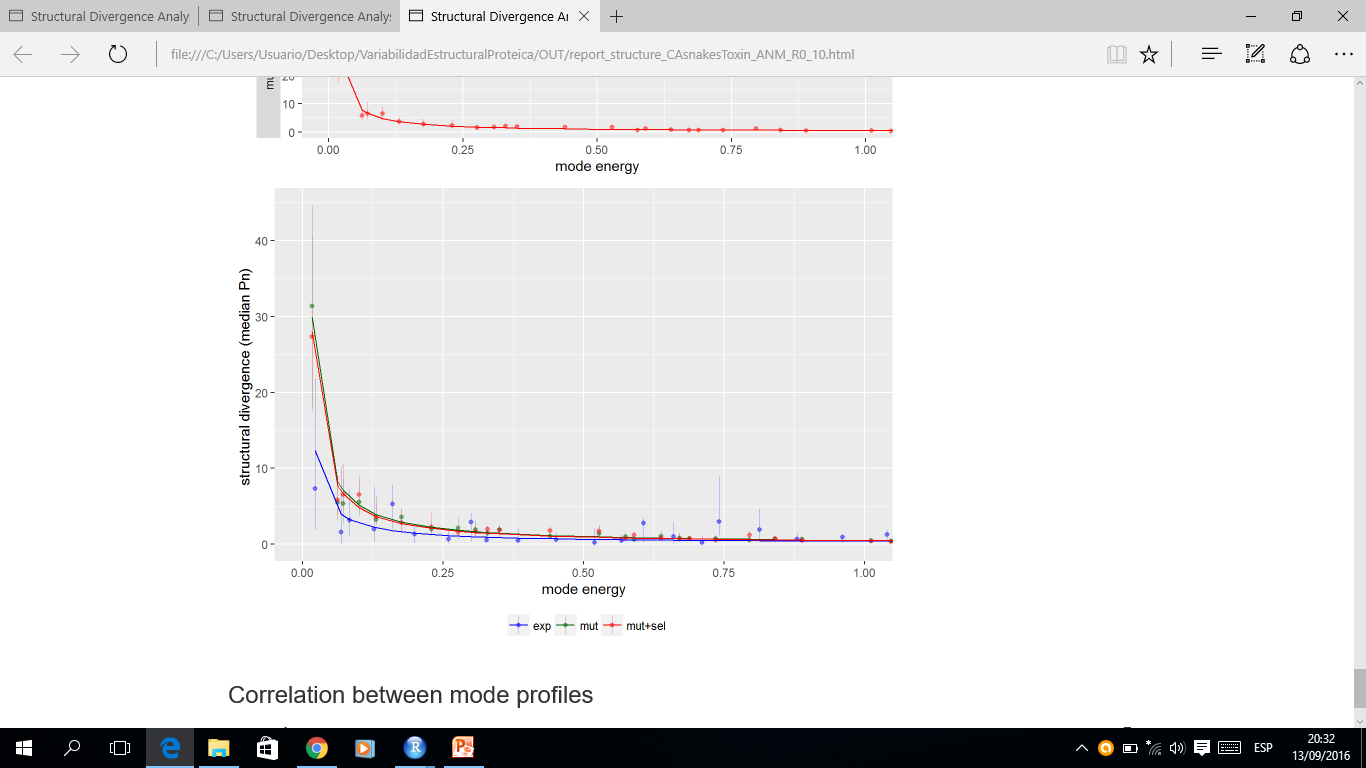 Structural Divergence Analy
Structural Divergence Analys
Structural Divergence Ar
file:///C:/Users/Usuario/Desktop/VariabilidadEstructuralProteica/OUT/report_structure_CAsnakesToxin_ANM_R0_10.html
mu
20
10
0
0.00 0.25 0.50 0.75 1.00
mode energy
structural divergence (median Pn)
40
30
20
10
0
0.00 0.25 0.50 0.75 1.00
mode energy
exp mut mut+sel
Correlation between mode profiles
ESP
20:32
13/09/2016